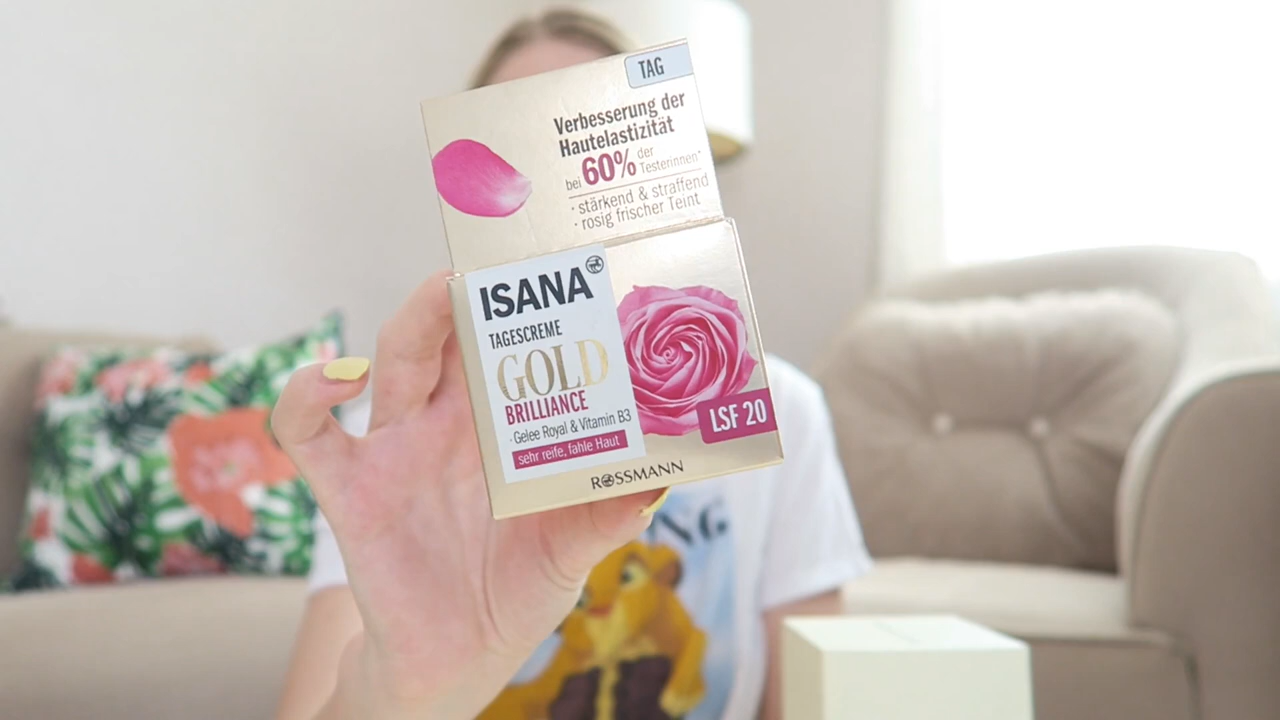 TAG
Verbesserung der
Hautelastizität
bei 60% der Testerinnen*
· stärkend & straffend
· rosig frischer Teint
ISANA
TAGESCREME
GOLD
BRILLIANCE
· Gelee Royal & Vitamin B3
sehr reife, fahle Haut
LSF 20
ROSSMANN